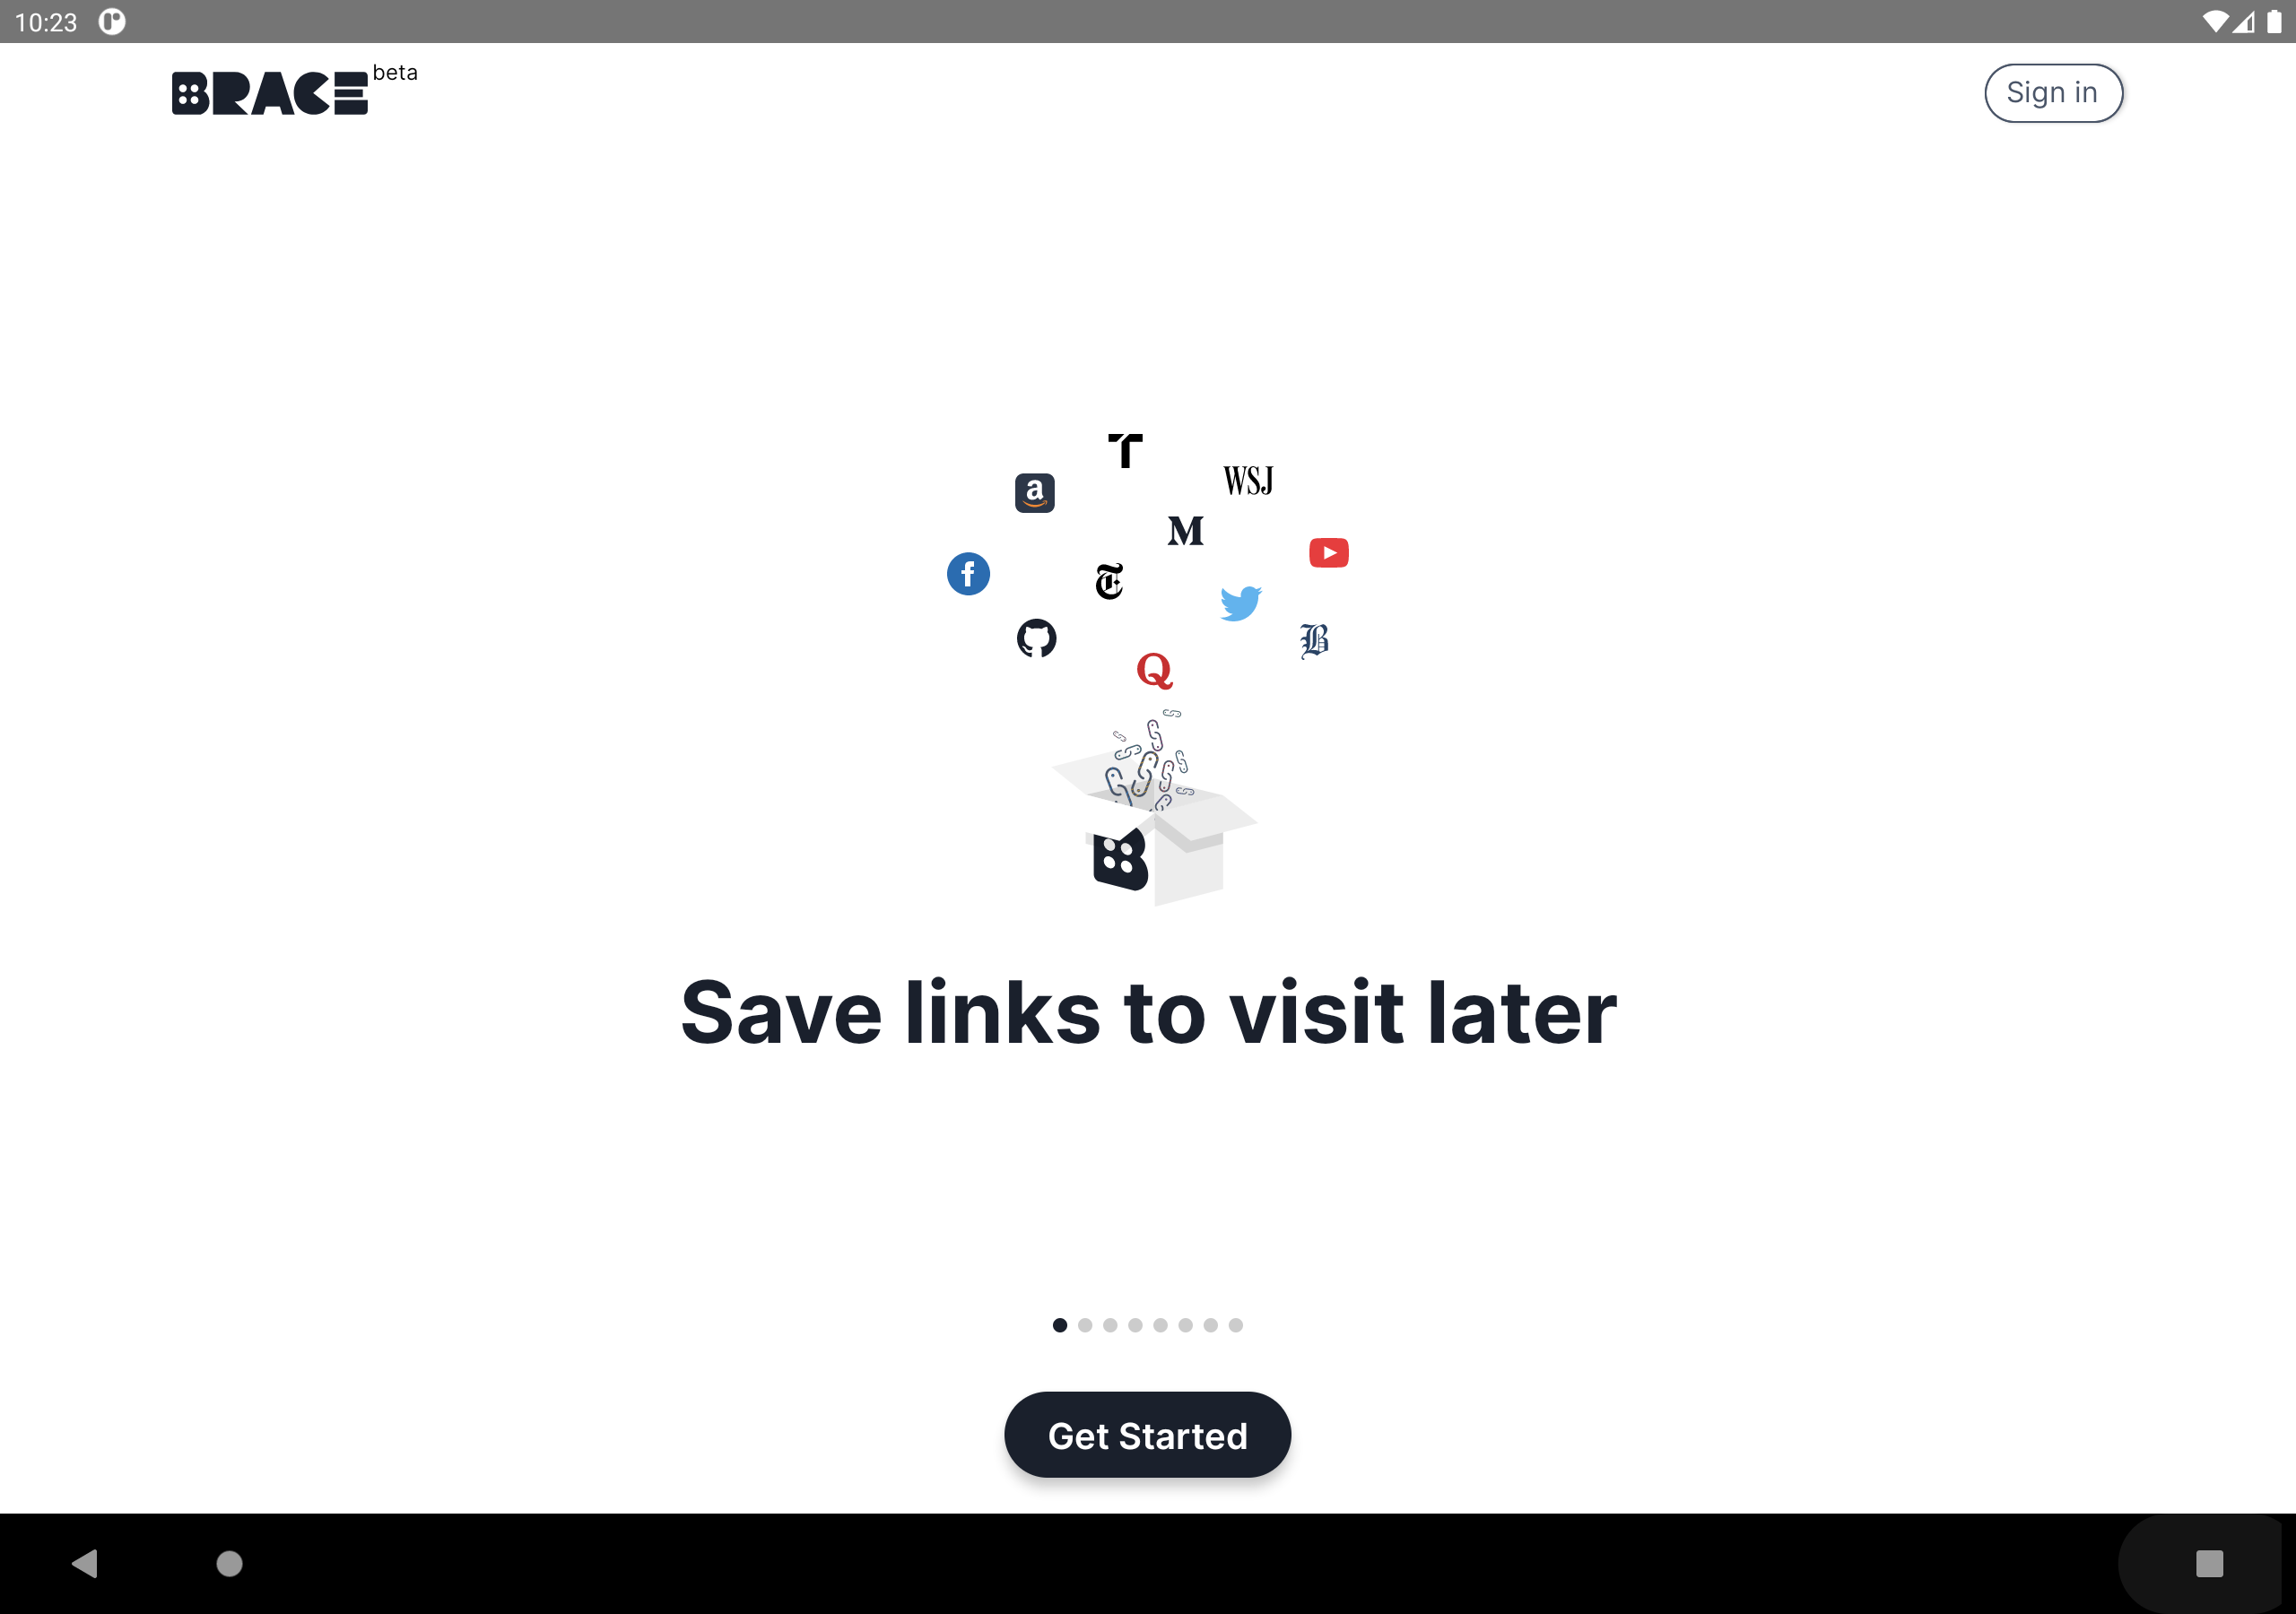 10:23
BRACE beta
Sign in
T
WSJ
a
M
f
T
B
Q
B
Save links to visit later
Get Started